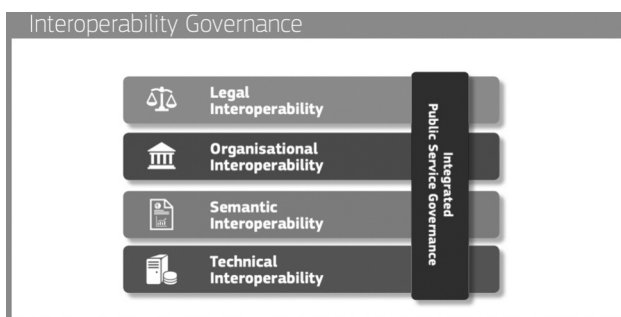 Interoperability Governance
Legal
Interoperability
Organisational
Interoperability
Semantic
Interoperability
Technical
Interoperability
Integrated
Public Service Governance